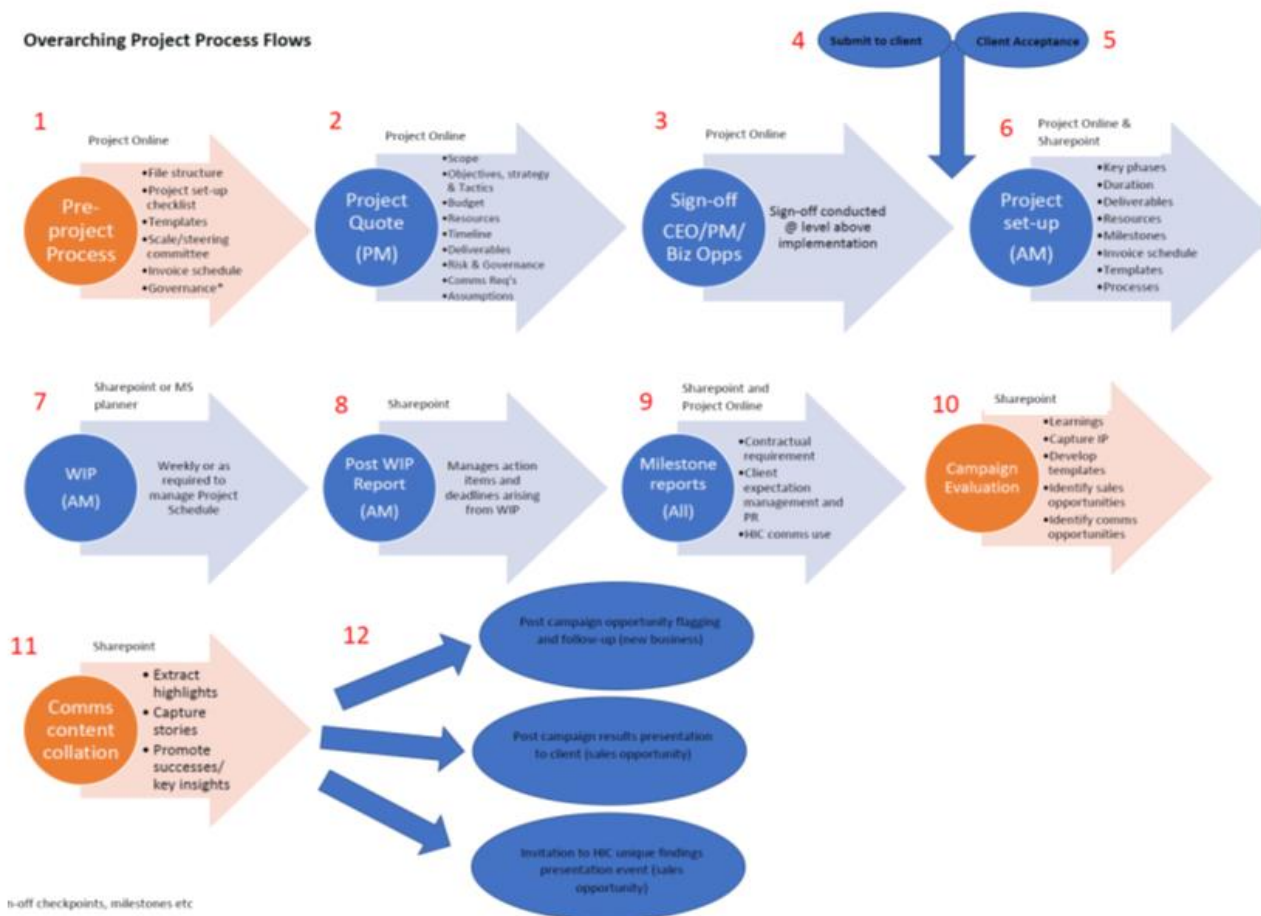 Overarching Project Process Flows
4
Submit to client
Client Acceptance
5
1
Project Online
Pre-
project
Process
•File structure
•Project set-up
checklist
•Templates
•Scale/steering
committee
•Invoice schedule
•Governance*
2
Project Online
Project
Quote
(PM)
•Scope
•Objectives, strategy
& Tactics
•Budget
•Resources
•Timeline
•Deliverables
•Risk & Governance
•Comms Req's
•Assumptions
3
Project Online
Sign-off
CEO/PM/
Biz Opps
Sign-off conducted
@ level above
implementation
6
Project Online &
Sharepoint
Project
set-up
(AM)
•Key phases
•Duration
•Deliverables
•Resources
•Milestones
•Invoice schedule
•Templates
•Processes
7
Sharepoint or MS
planner
WIP
(AM)
Weekly or as
required to
manage Project
Schedule
8
Sharepoint
Post WIP
Report
(AM)
Manages action
items and
deadlines arising
from WIP
9
Sharepoint and
Project Online
Milestone
reports
(All)
•Contractual
requirement
•Client
expectation
management and
PR
•HIC comms use
10
Sharepoint
Campaign
Evaluation
•Learnings
•Capture IP
•Develop
templates
•Identify sales
opportunities
•Identify comms
opportunities
11
Sharepoint
Comms
content
collation
• Extract
highlights
• Capture
stories
• Promote
successes/
key insights
12
Post campaign opportunity flagging
and follow-up (new business)
Post campaign results presentation
to client (sales opportunity)
Invitation to HIC unique findings
presentation event (sales
opportunity)
n-off checkpoints, milestones etc